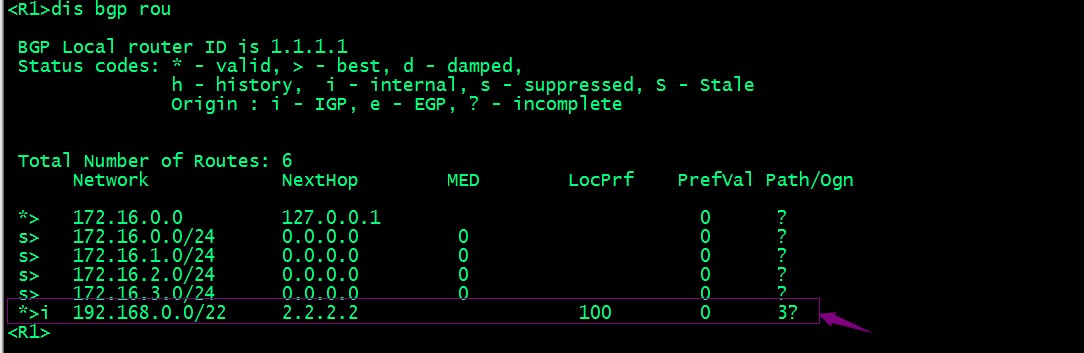 <R1>dis bgp rou
BGP Local router ID is 1.1.1.1
Status codes: * - valid, > - best, d - damped,
h - history,  i - internal, s - suppressed, S - Stale
Origin : i - IGP, e - EGP, ? - incomplete
Total Number of Routes: 6
Network NextHop MED LocPrf PrefVal Path/Ogn
*> 172.16.0.0 127.0.0.1 0 ?
s> 172.16.0.0/24 0.0.0.0 0 0 ?
s> 172.16.1.0/24 0.0.0.0 0 0 ?
s> 172.16.2.0/24 0.0.0.0 0 0 ?
s> 172.16.3.0/24 0.0.0.0 0 0 ?
*>i 192.168.0.0/22 2.2.2.2 100 0 3?
<R1>